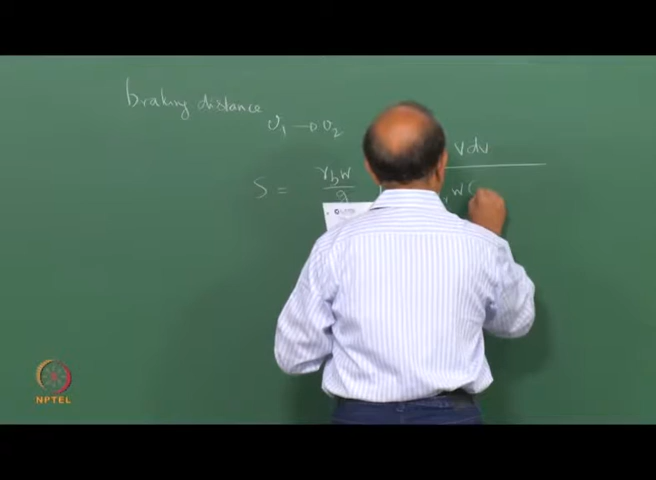 braking distance
v₁ → v₂
V dv
S = γ_b W / g
, W (
NPTEL